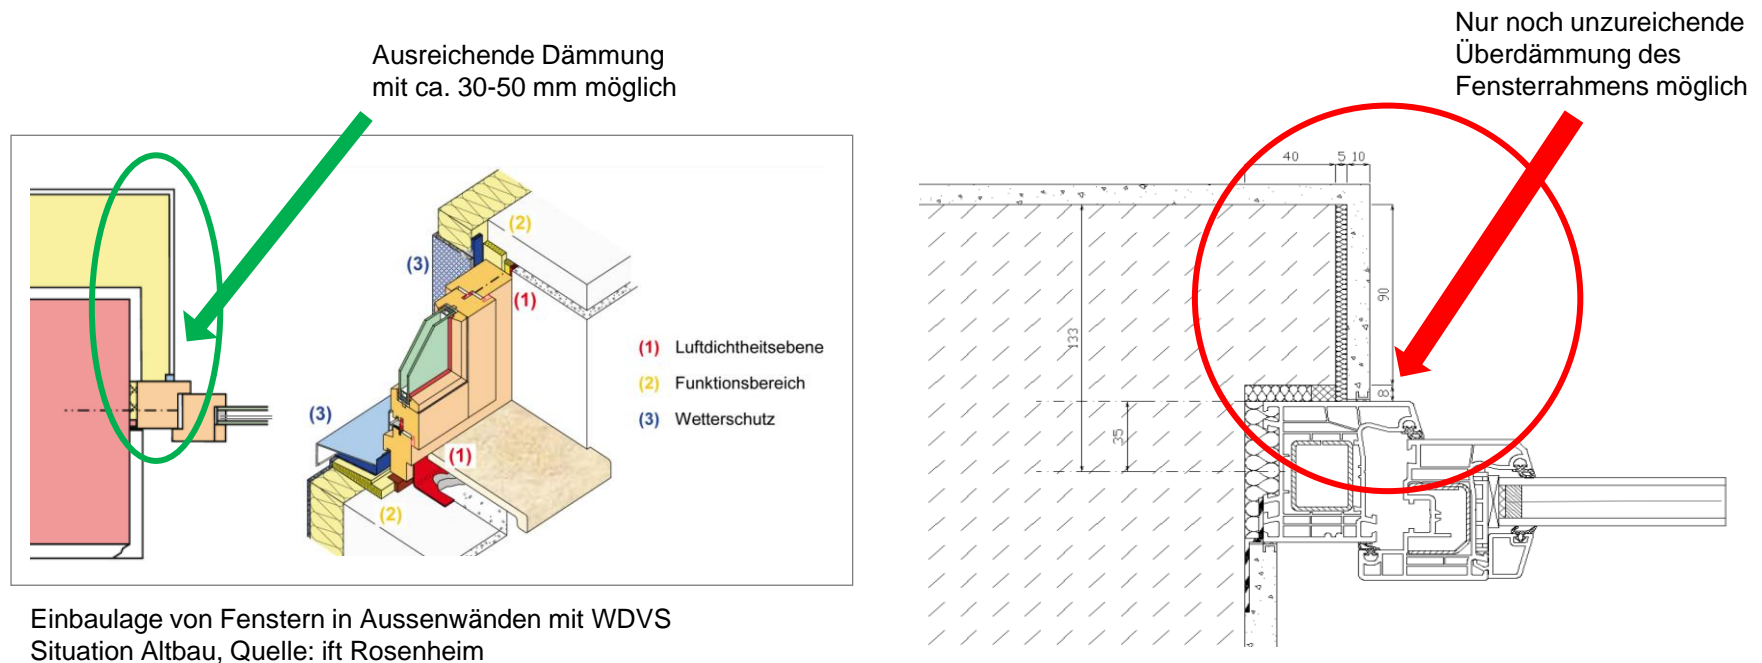 Ausreichende Dämmung
mit ca. 30-50 mm möglich
Nur noch unzureichende
Überdämmung des
Fensterrahmens möglich
(2)
(3)
(1)
(1) Luftdichtheitsebene
(2) Funktionsbereich
(3) Wetterschutz
(3)
(1)
(2)
40 5 10
133
90
35
8
Einbaulage von Fenstern in Aussenwänden mit WDVS
Situation Altbau, Quelle: ift Rosenheim